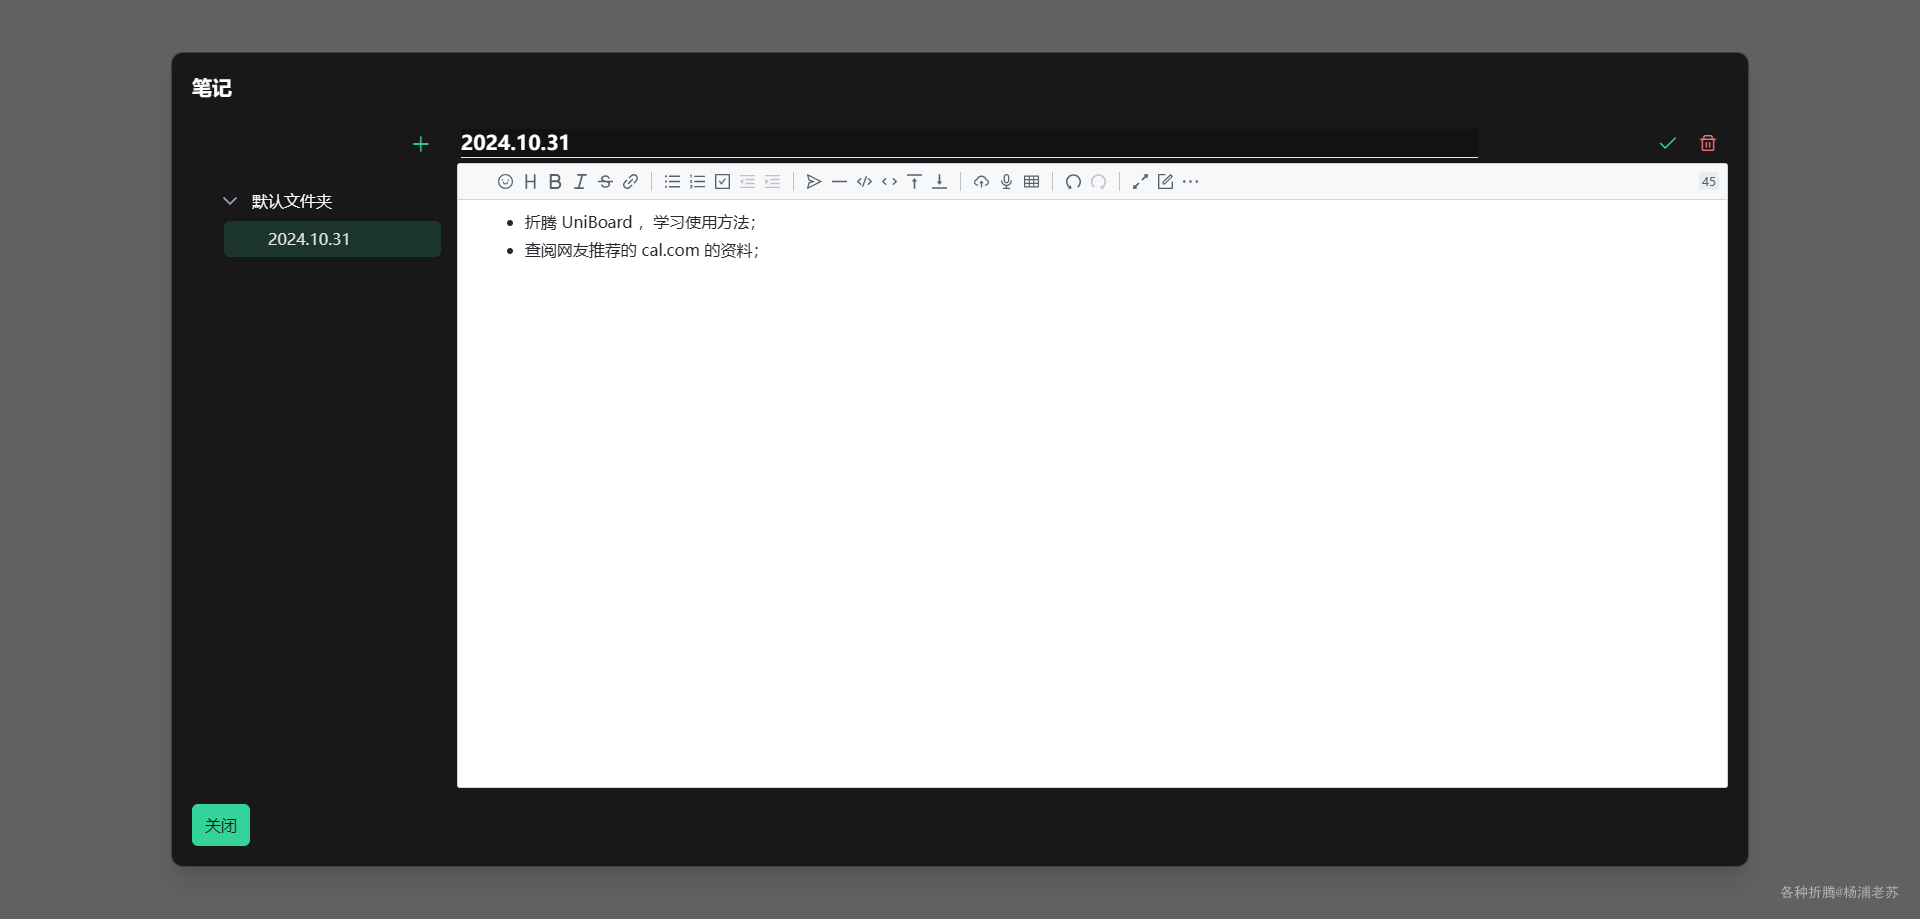 笔记
2024.10.31
默认文件夹
2024.10.31
45
折腾 UniBoard ，学习使用方法；
查阅网友推荐的 cal.com 的资料；
关闭
各种折腾@杨浦老苏